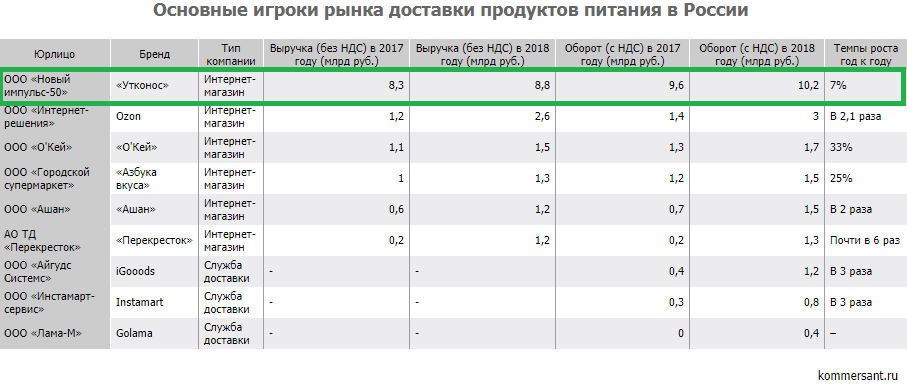 Основные игроки рынка доставки продуктов питания в России
Юрлицо Бренд Тип компании Выручка (без НДС) в 2017 году (млрд руб.) Выручка (без НДС) в 2018 году (млрд руб.) Оборот (с НДС) в 2017 году (млрд руб.) Оборот (с НДС) в 2018 году (млрд руб.) Темпы роста год к году
ООО «Новый импульс-50» «Утконос» Интернет-магазин 8,3 8,8 9,6 10,2 7%
ООО «Интернет-решения» Ozon Интернет-магазин 1,2 2,6 1,4 3 В 2,1 раза
ООО «О'Кей» «О'Кей» Интернет-магазин 1,1 1,5 1,3 1,7 33%
ООО «Городской супермаркет» «Азбука вкуса» Интернет-магазин 1 1,3 1,2 1,5 25%
ООО «Ашан» «Ашан» Интернет-магазин 0,6 1,2 0,7 1,5 В 2 раза
АО ТД «Перекресток» «Перекресток» Интернет-магазин 0,2 1,2 0,2 1,3 Почти в 6 раз
ООО «Айгудс Системс» iGooods Служба доставки - - 0,4 1,2 В 3 раза
ООО «Инстамарт-сервис» Instamart Служба доставки - - 0,3 0,8 В 3 раза
ООО «Лама-М» Golama Служба доставки - - 0 0,4 –
kommersant.ru